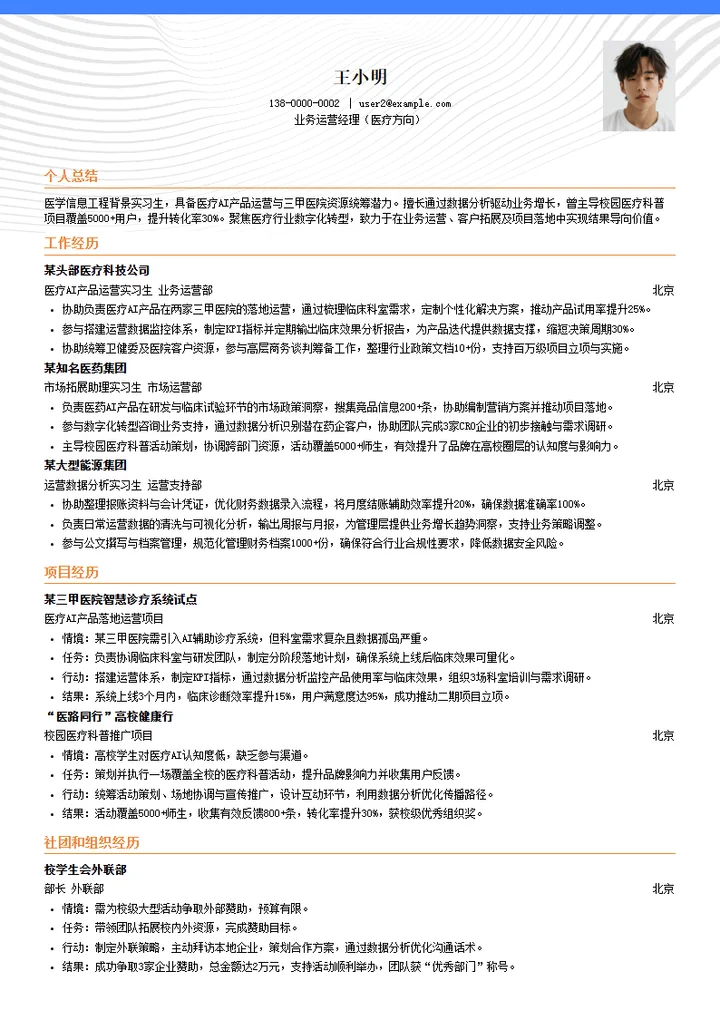 王小明
138-0000-0002 | user2@example.com
业务运营经理（医疗方向）
个人总结
医学信息工程背景实习生，具备医疗AI产品运营与三甲医院资源统筹潜力。擅长通过数据分析驱动业务增长，曾主导校园医疗科普
项目覆盖5000+用户，提升转化率30%。聚焦医疗行业数字化转型，致力于在业务运营、客户拓展及项目落地中实现结果导向价值。
工作经历
某头部医疗科技公司
医疗AI产品运营实习生 业务运营部 北京
• 协助负责医疗AI产品在两家三甲医院的落地运营，通过梳理临床科室需求，定制个性化解决方案，推动产品试用率提升25%。
• 参与搭建运营数据监控体系，制定KPI指标并定期输出临床效果分析报告，为产品迭代提供数据支撑，缩短决策周期30%。
• 协助统筹卫健委及医院客户资源，参与高层商务谈判筹备工作，整理行业政策文档10+份，支持百万级项目立项与实施。
某知名医药集团
市场拓展助理实习生 市场运营部 北京
• 负责医药AI产品在研发与临床试验环节的市场政策洞察，搜集竞品信息200+条，协助编制营销方案并推动项目落地。
• 参与数字化转型咨询业务支持，通过数据分析识别潜在药企客户，协助团队完成3家CRO企业的初步接触与需求调研。
• 主导校园医疗科普活动策划，协调跨部门资源，活动覆盖5000+师生，有效提升了品牌在高校圈层的认知度与影响力。
某大型能源集团
运营数据分析实习生 运营支持部 北京
• 协助整理报账资料与会计凭证，优化财务数据录入流程，将月度结账辅助效率提升20%，确保数据准确率100%。
• 负责日常运营数据的清洗与可视化分析，输出周报与月报，为管理层提供业务增长趋势洞察，支持业务策略调整。
• 参与公文撰写与档案管理，规范化管理财务档案1000+份，确保符合行业合规性要求，降低数据安全风险。
项目经历
某三甲医院智慧诊疗系统试点
医疗AI产品落地运营项目 北京
• 情境：某三甲医院需引入AI辅助诊疗系统，但科室需求复杂且数据孤岛严重。
• 任务：负责协调临床科室与研发团队，制定分阶段落地计划，确保系统上线后临床效果可量化。
• 行动：搭建运营体系，制定KPI指标，通过数据分析监控产品使用率与临床效果，组织3场科室培训与需求调研。
• 结果：系统上线3个月内，临床诊断效率提升15%，用户满意度达95%，成功推动二期项目立项。
“医路同行”高校健康行
校园医疗科普推广项目 北京
• 情境：高校学生对医疗AI认知度低，缺乏参与渠道。
• 任务：策划并执行一场覆盖全校的医疗科普活动，提升品牌影响力并收集用户反馈。
• 行动：统筹活动策划、场地协调与宣传推广，设计互动环节，利用数据分析优化传播路径。
• 结果：活动覆盖5000+师生，收集有效反馈800+条，转化率提升30%，获校级优秀组织奖。
社团和组织经历
校学生会外联部
部长 外联部 北京
• 情境：需为校级大型活动争取外部赞助，预算有限。
• 任务：带领团队拓展校内外资源，完成赞助目标。
• 行动：制定外联策略，主动拜访本地企业，策划合作方案，通过数据分析优化沟通话术。
• 结果：成功争取3家企业赞助，总金额达2万元，支持活动顺利举办，团队获“优秀部门”称号。